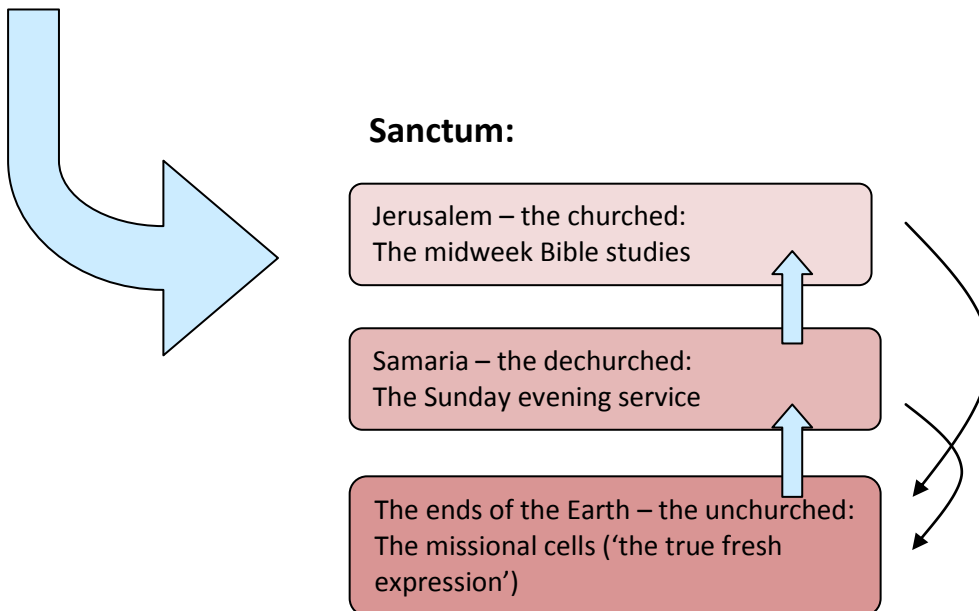 Sanctum:
Jerusalem – the churched:
The midweek Bible studies
Samaria – the dechurched:
The Sunday evening service
The ends of the Earth – the unchurched:
The missional cells (‘the true fresh
expression’)